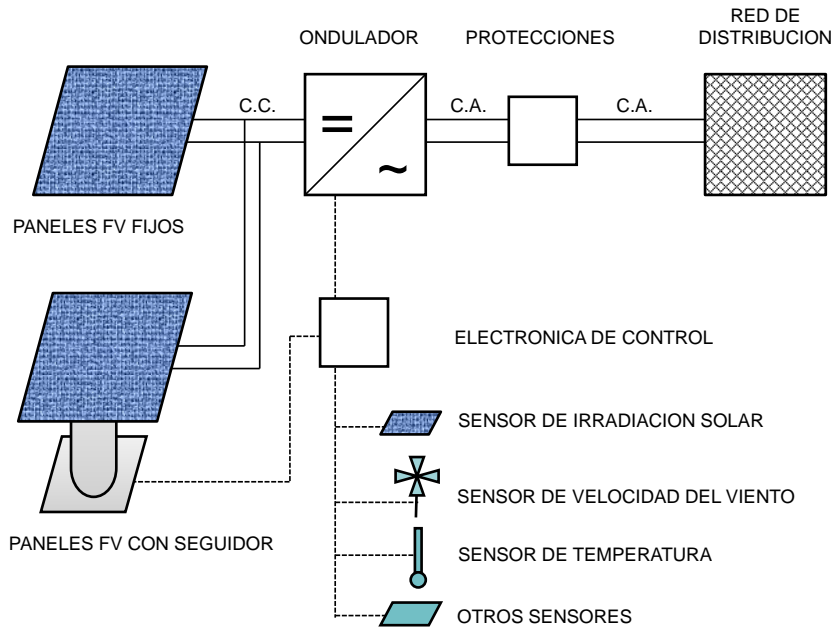 RED DE
DISTRIBUCION
ONDULADOR
PROTECCIONES
C.C.
C.A.
C.A.
=
~
PANELES FV FIJOS
ELECTRONICA DE CONTROL
SENSOR DE IRRADIACION SOLAR
SENSOR DE VELOCIDAD DEL VIENTO
PANELES FV CON SEGUIDOR
SENSOR DE TEMPERATURA
OTROS SENSORES